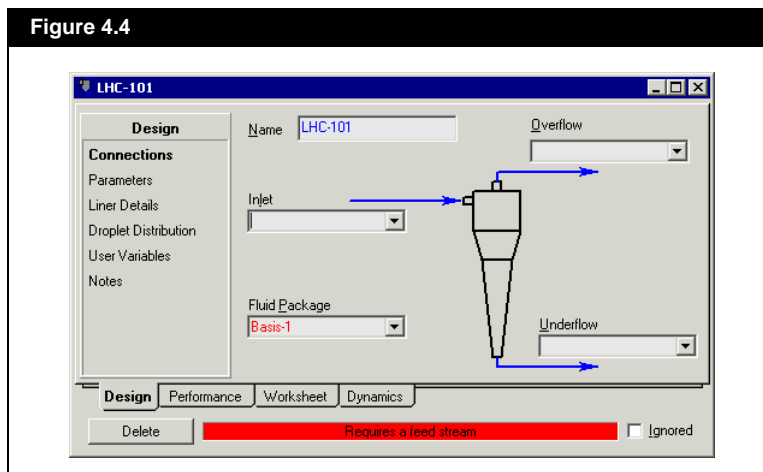 Figure 4.4
LHC-101
Design
Connections
Parameters
Liner Details
Droplet Distribution
User Variables
Notes
Name LHC-101
Overflow
Inlet
Fluid Package
Basis-1
Underflow
Design Performance Worksheet Dynamics
Delete Requires a feed stream Ignored